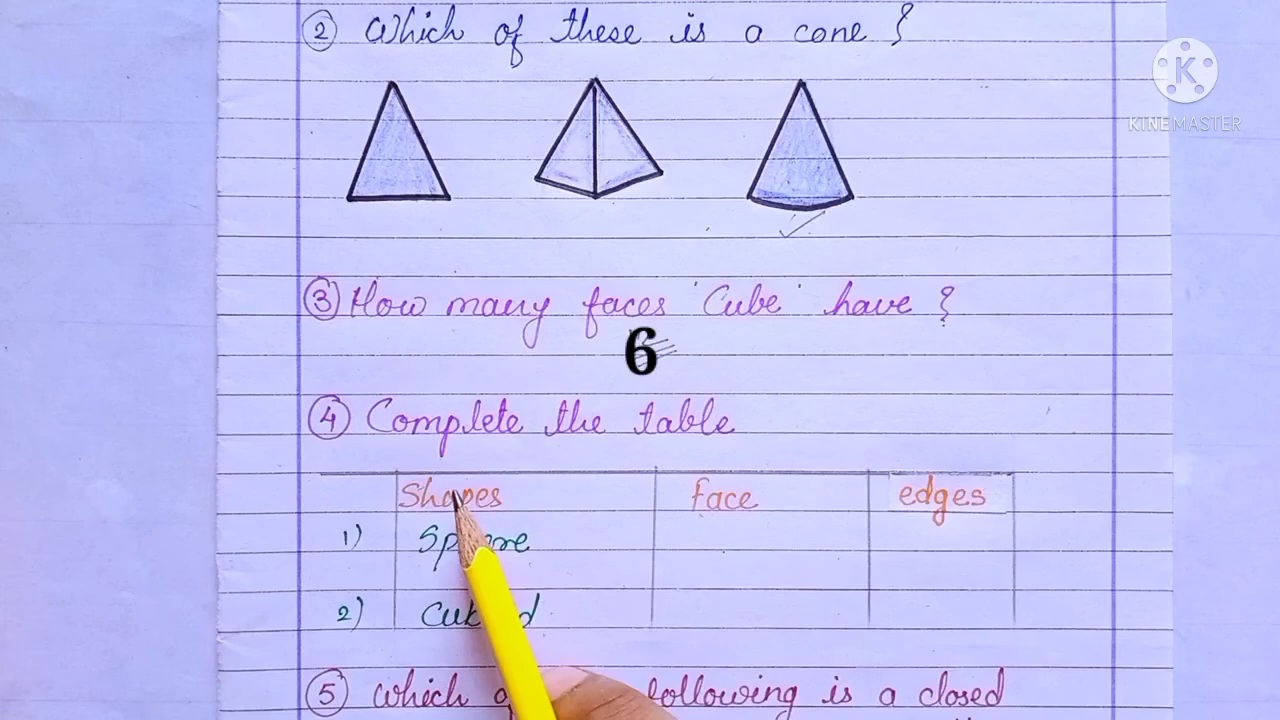 ② Which of these is a cone ?
K
KINEMASTER
③ How many faces 'Cube' have ?
6
④ Complete the table
Shapes face edges
1)
2)
⑤ Which following is a closed